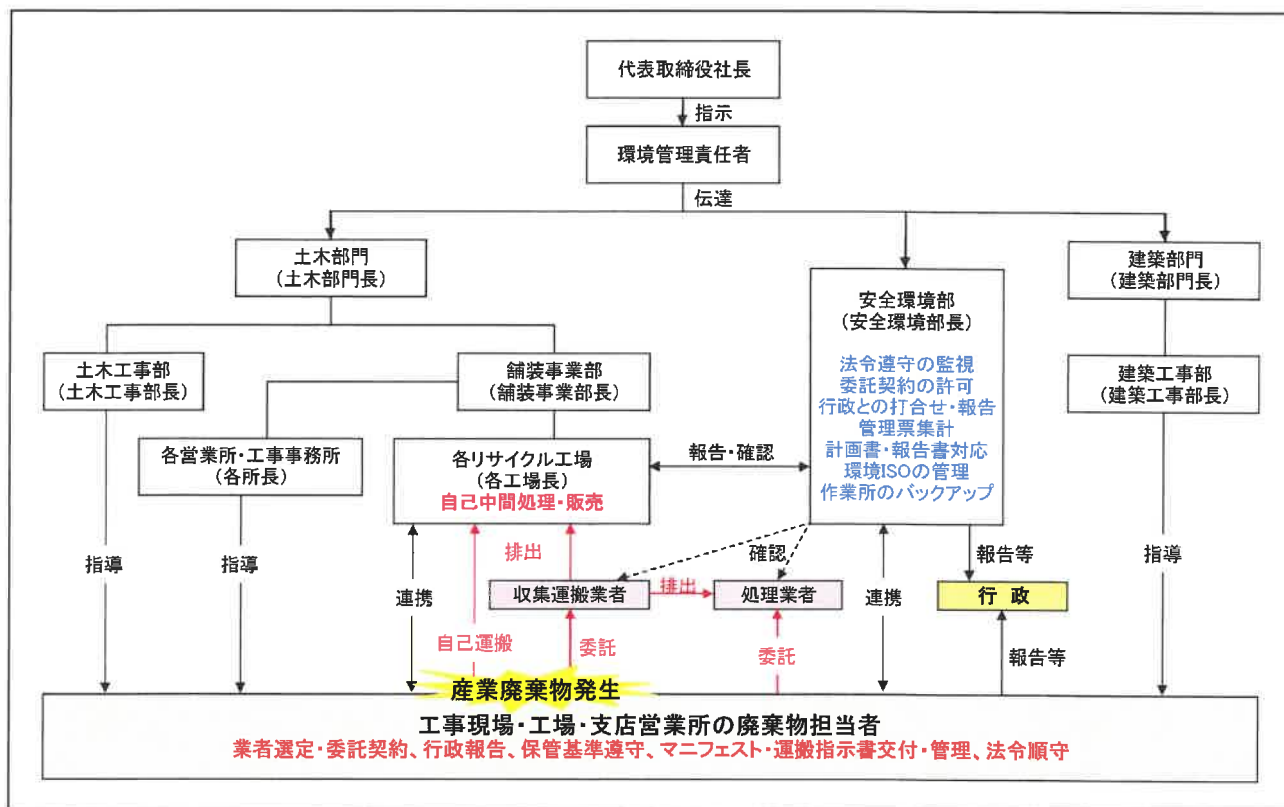 代表取締役社長
指示
環境管理責任者
伝達
土木部門
（土木部門長）
安全環境部
（安全環境部長）
法令遵守の監視
委託契約の許可
行政との打合せ・報告
管理票集計
計画書・報告書対応
環境ISOの管理
作業所のバックアップ
建築部門
（建築部門長）
土木工事部
（土木工事部長）
舗装事業部
（舗装事業部長）
建築工事部
（建築工事部長）
各営業所・工事事務所
（各所長）
各リサイクル工場
（各工場長）
自己中間処理・販売
報告・確認
指導
指導
連携
排出
確認
連携
報告等
指導
収集運搬業者
排出
処理業者
行　政
自己運搬
委託
委託
報告等
産業廃棄物発生
工事現場・工場・支店営業所の廃棄物担当者
業者選定・委託契約、行政報告、保管基準遵守、マニフェスト・運搬指示書交付・管理、法令順守